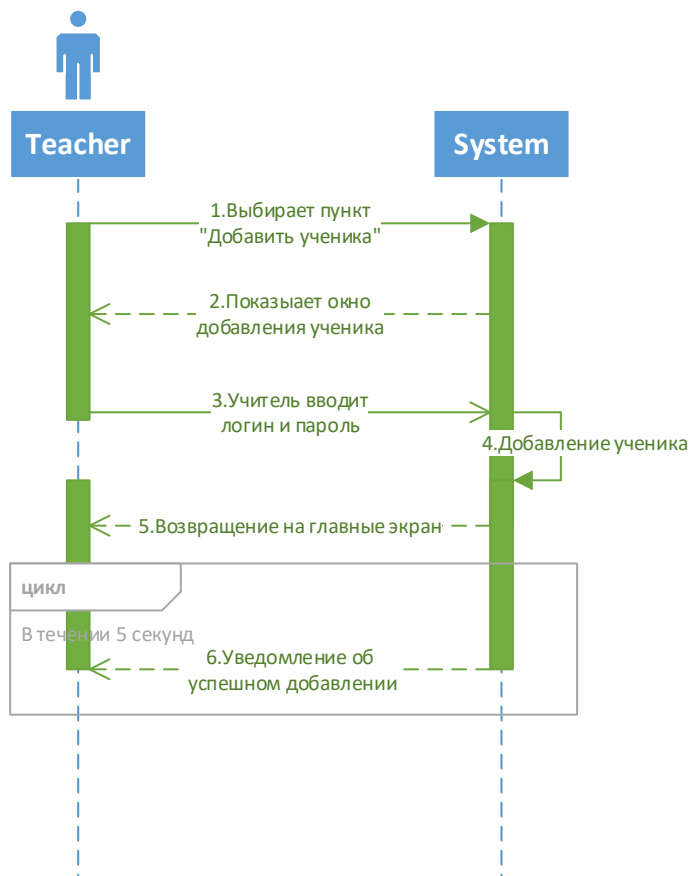 Teacher
System
1.Выбирает пункт
"Добавить ученика"
2.Показыает окно
добавления ученика
3.Учитель вводит
логин и пароль
4.Добавление ученика
5.Возвращение на главные экран
цикл
В течении 5 секунд
6.Уведомление об
успешном добавлении